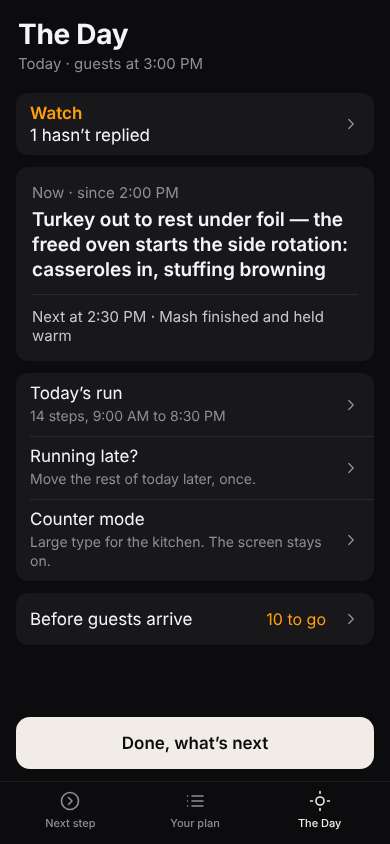 The Day
Today · guests at 3:00 PM
Watch
1 hasn’t replied
Now · since 2:00 PM
Turkey out to rest under foil — the
freed oven starts the side rotation:
casseroles in, stuffing browning
Next at 2:30 PM · Mash finished and held
warm
Today’s run
14 steps, 9:00 AM to 8:30 PM
Running late?
Move the rest of today later, once.
Counter mode
Large type for the kitchen. The screen stays
on.
Before guests arrive 10 to go
Done, what’s next
Next step Your plan The Day